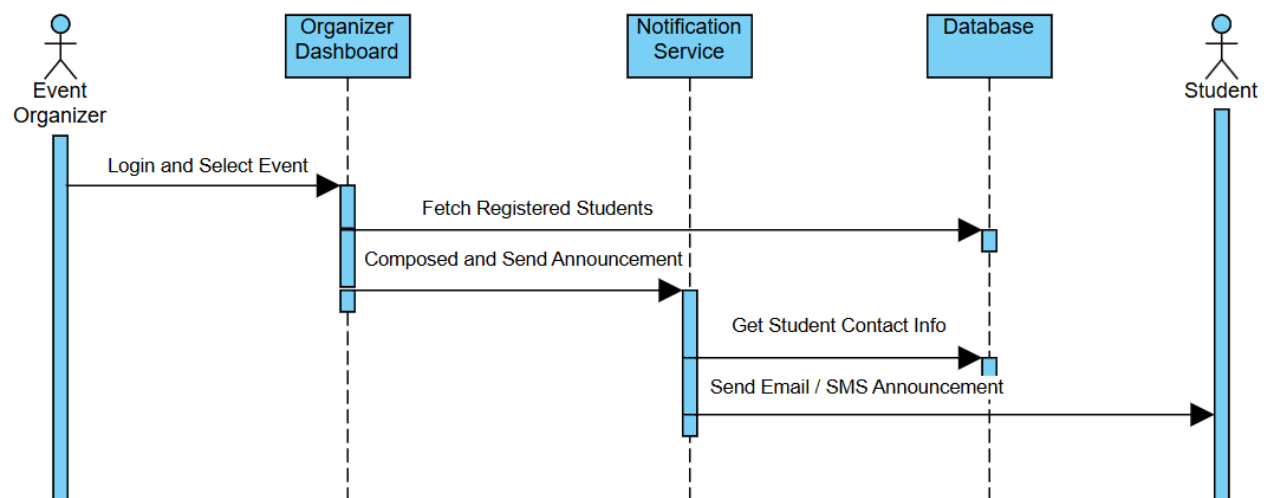 Organizer
Dashboard
Notification
Service
Database
Event
Organizer
Student
Login and Select Event
Fetch Registered Students
Composed and Send Announcement
Get Student Contact Info
Send Email / SMS Announcement